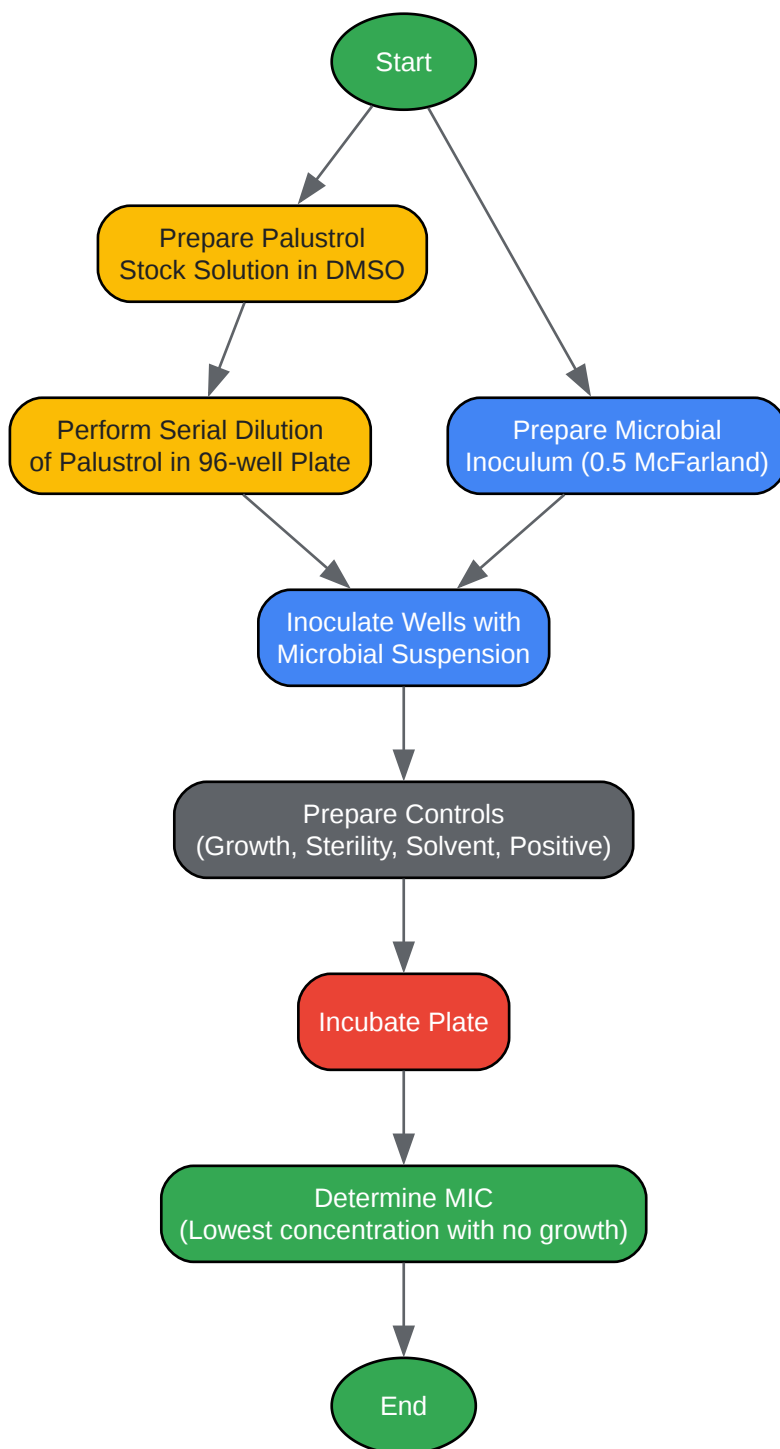 Start
Prepare Palustrol
Stock Solution in DMSO
Perform Serial Dilution
of Palustrol in 96-well Plate
Prepare Microbial
Inoculum (0.5 McFarland)
Inoculate Wells with
Microbial Suspension
Prepare Controls
(Growth, Sterility, Solvent, Positive)
Incubate Plate
Determine MIC
(Lowest concentration with no growth)
End